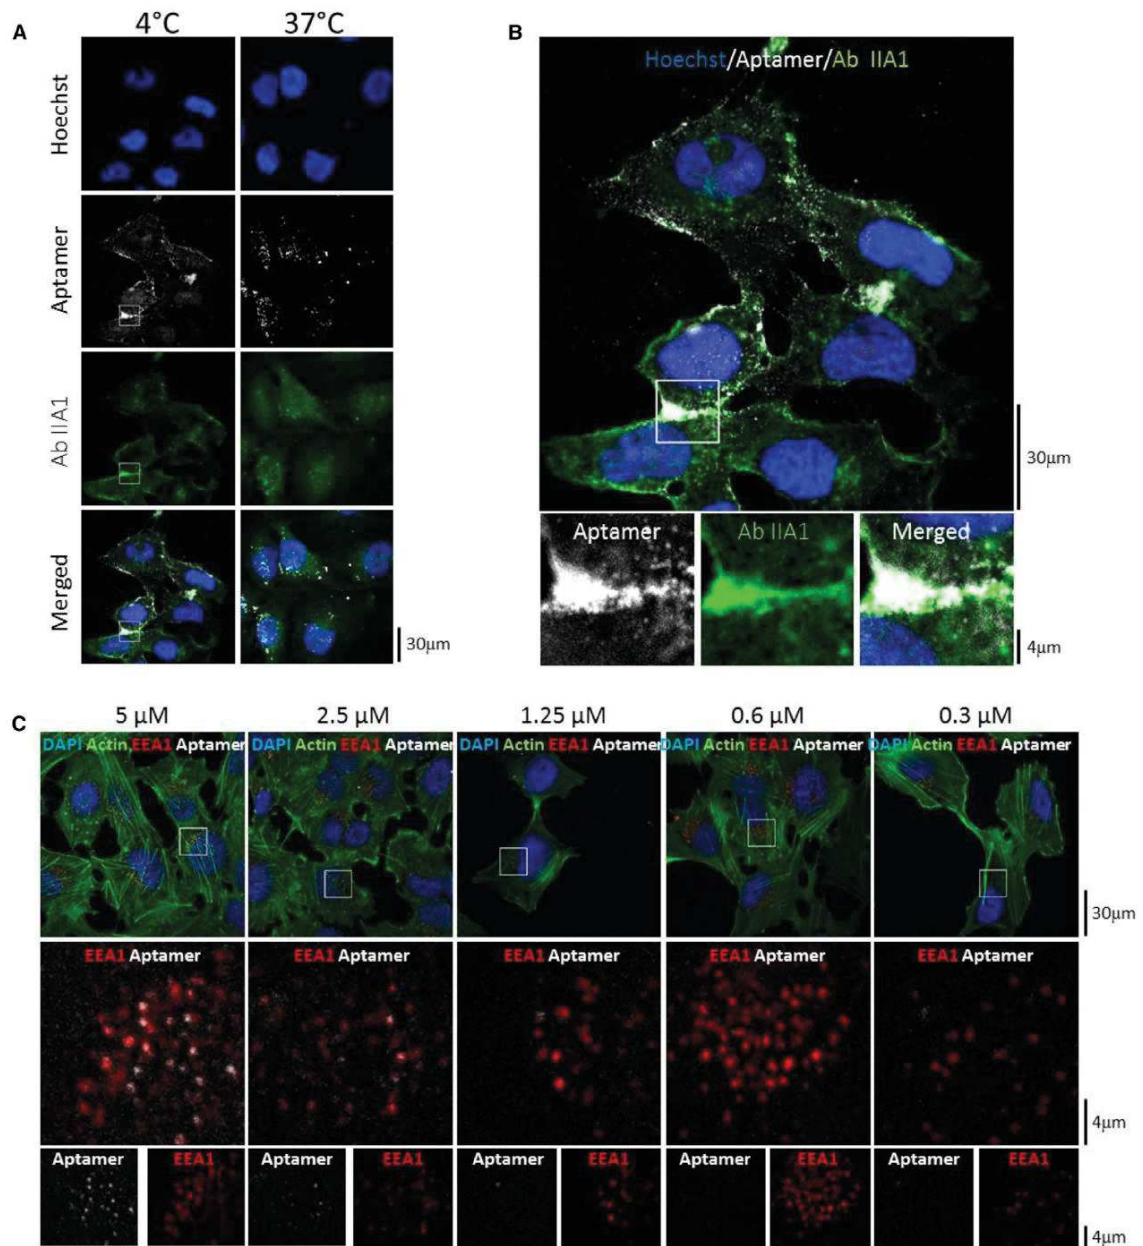 A
4°C 37°C
Hoechst
Aptamer
Ab IIA1
Merged
30µm
B
Hoechst/Aptamer/Ab IIA1
30µm
Aptamer Ab IIA1 Merged
4µm
C
5 µM 2.5 µM 1.25 µM 0.6 µM 0.3 µM
DAPI Actin EEA1 Aptamer DAPI Actin EEA1 Aptamer DAPI Actin EEA1 Aptamer DAPI Actin EEA1 Aptamer DAPI Actin EEA1 Aptamer
30µm
EEA1 Aptamer EEA1 Aptamer EEA1 Aptamer EEA1 Aptamer EEA1 Aptamer
4µm
Aptamer EEA1 Aptamer EEA1 Aptamer EEA1 Aptamer EEA1 Aptamer EEA1
4µm